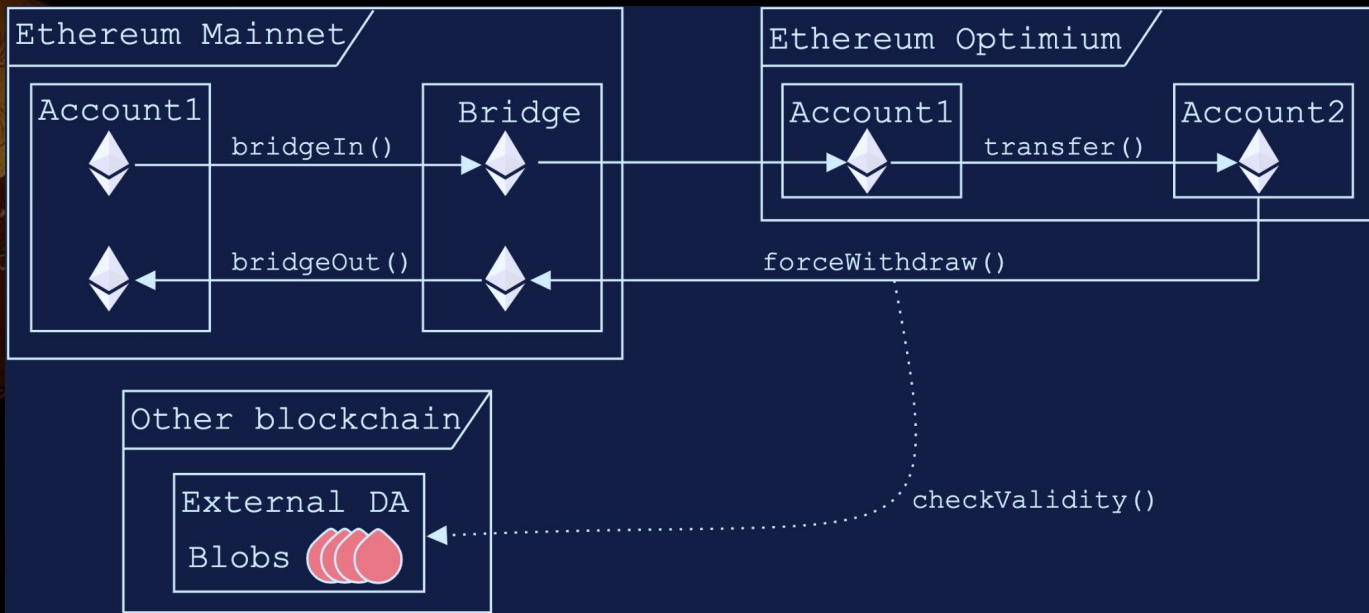 Ethereum Mainnet
Account1
bridgeIn()
Bridge
bridgeOut()
Ethereum Optimium
Account1
transfer()
Account2
forceWithdraw()
checkValidity()
Other blockchain
External DA
Blobs